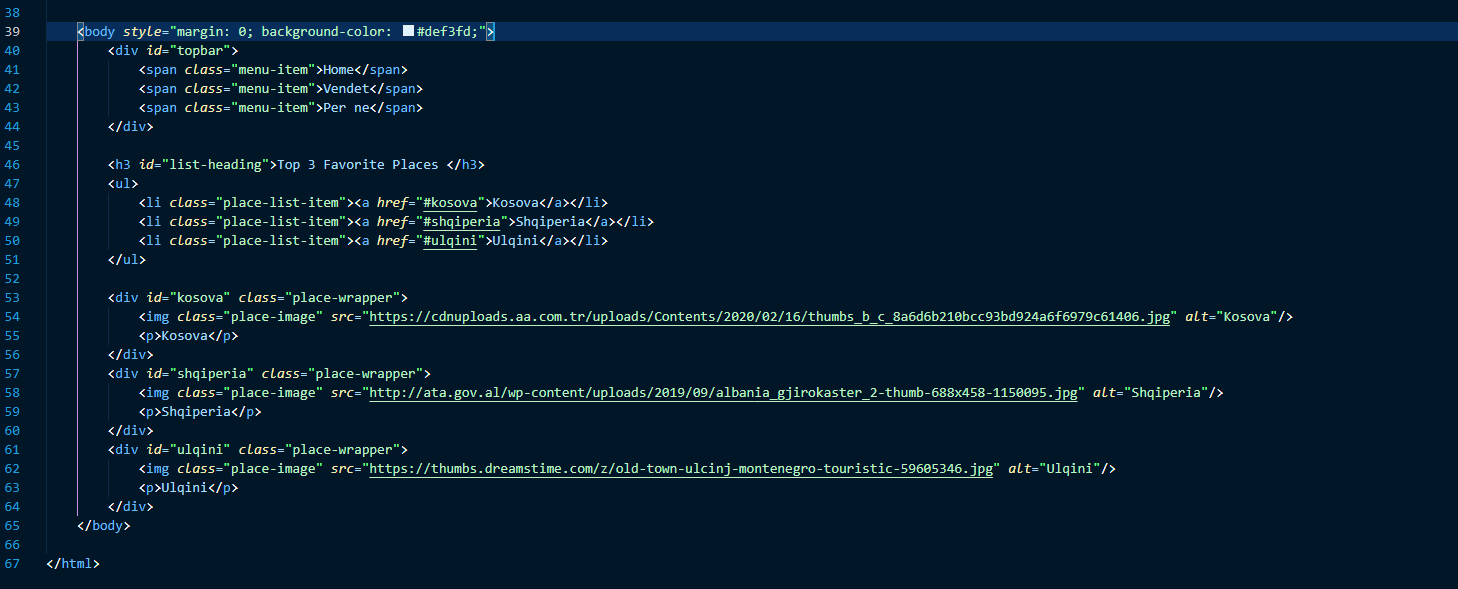 38
39 <body style="margin: 0; background-color: #def3fd;">
40 <div id="topbar">
41 <span class="menu-item">Home</span>
42 <span class="menu-item">Vendet</span>
43 <span class="menu-item">Per ne</span>
44 </div>
45
46 <h3 id="list-heading">Top 3 Favorite Places </h3>
47 <ul>
48 <li class="place-list-item"><a href="#kosova">Kosova</a></li>
49 <li class="place-list-item"><a href="#shqiperia">Shqiperia</a></li>
50 <li class="place-list-item"><a href="#ulqini">Ulqini</a></li>
51 </ul>
52
53 <div id="kosova" class="place-wrapper">
54 <img class="place-image" src="https://cdnuploads.aa.com.tr/uploads/Contents/2020/02/16/thumbs_b_c_8a6d6b210bcc93bd924a6f6979c61406.jpg" alt="Kosova"/>
55 <p>Kosova</p>
56 </div>
57 <div id="shqiperia" class="place-wrapper">
58 <img class="place-image" src="http://ata.gov.al/wp-content/uploads/2019/09/albania_gjirokaster_2-thumb-688x458-1150095.jpg" alt="Shqiperia"/>
59 <p>Shqiperia</p>
60 </div>
61 <div id="ulqini" class="place-wrapper">
62 <img class="place-image" src="https://thumbs.dreamstime.com/z/old-town-ulcinj-montenegro-touristic-59605346.jpg" alt="Ulqini"/>
63 <p>Ulqini</p>
64 </div>
65 </body>
66
67 </html>